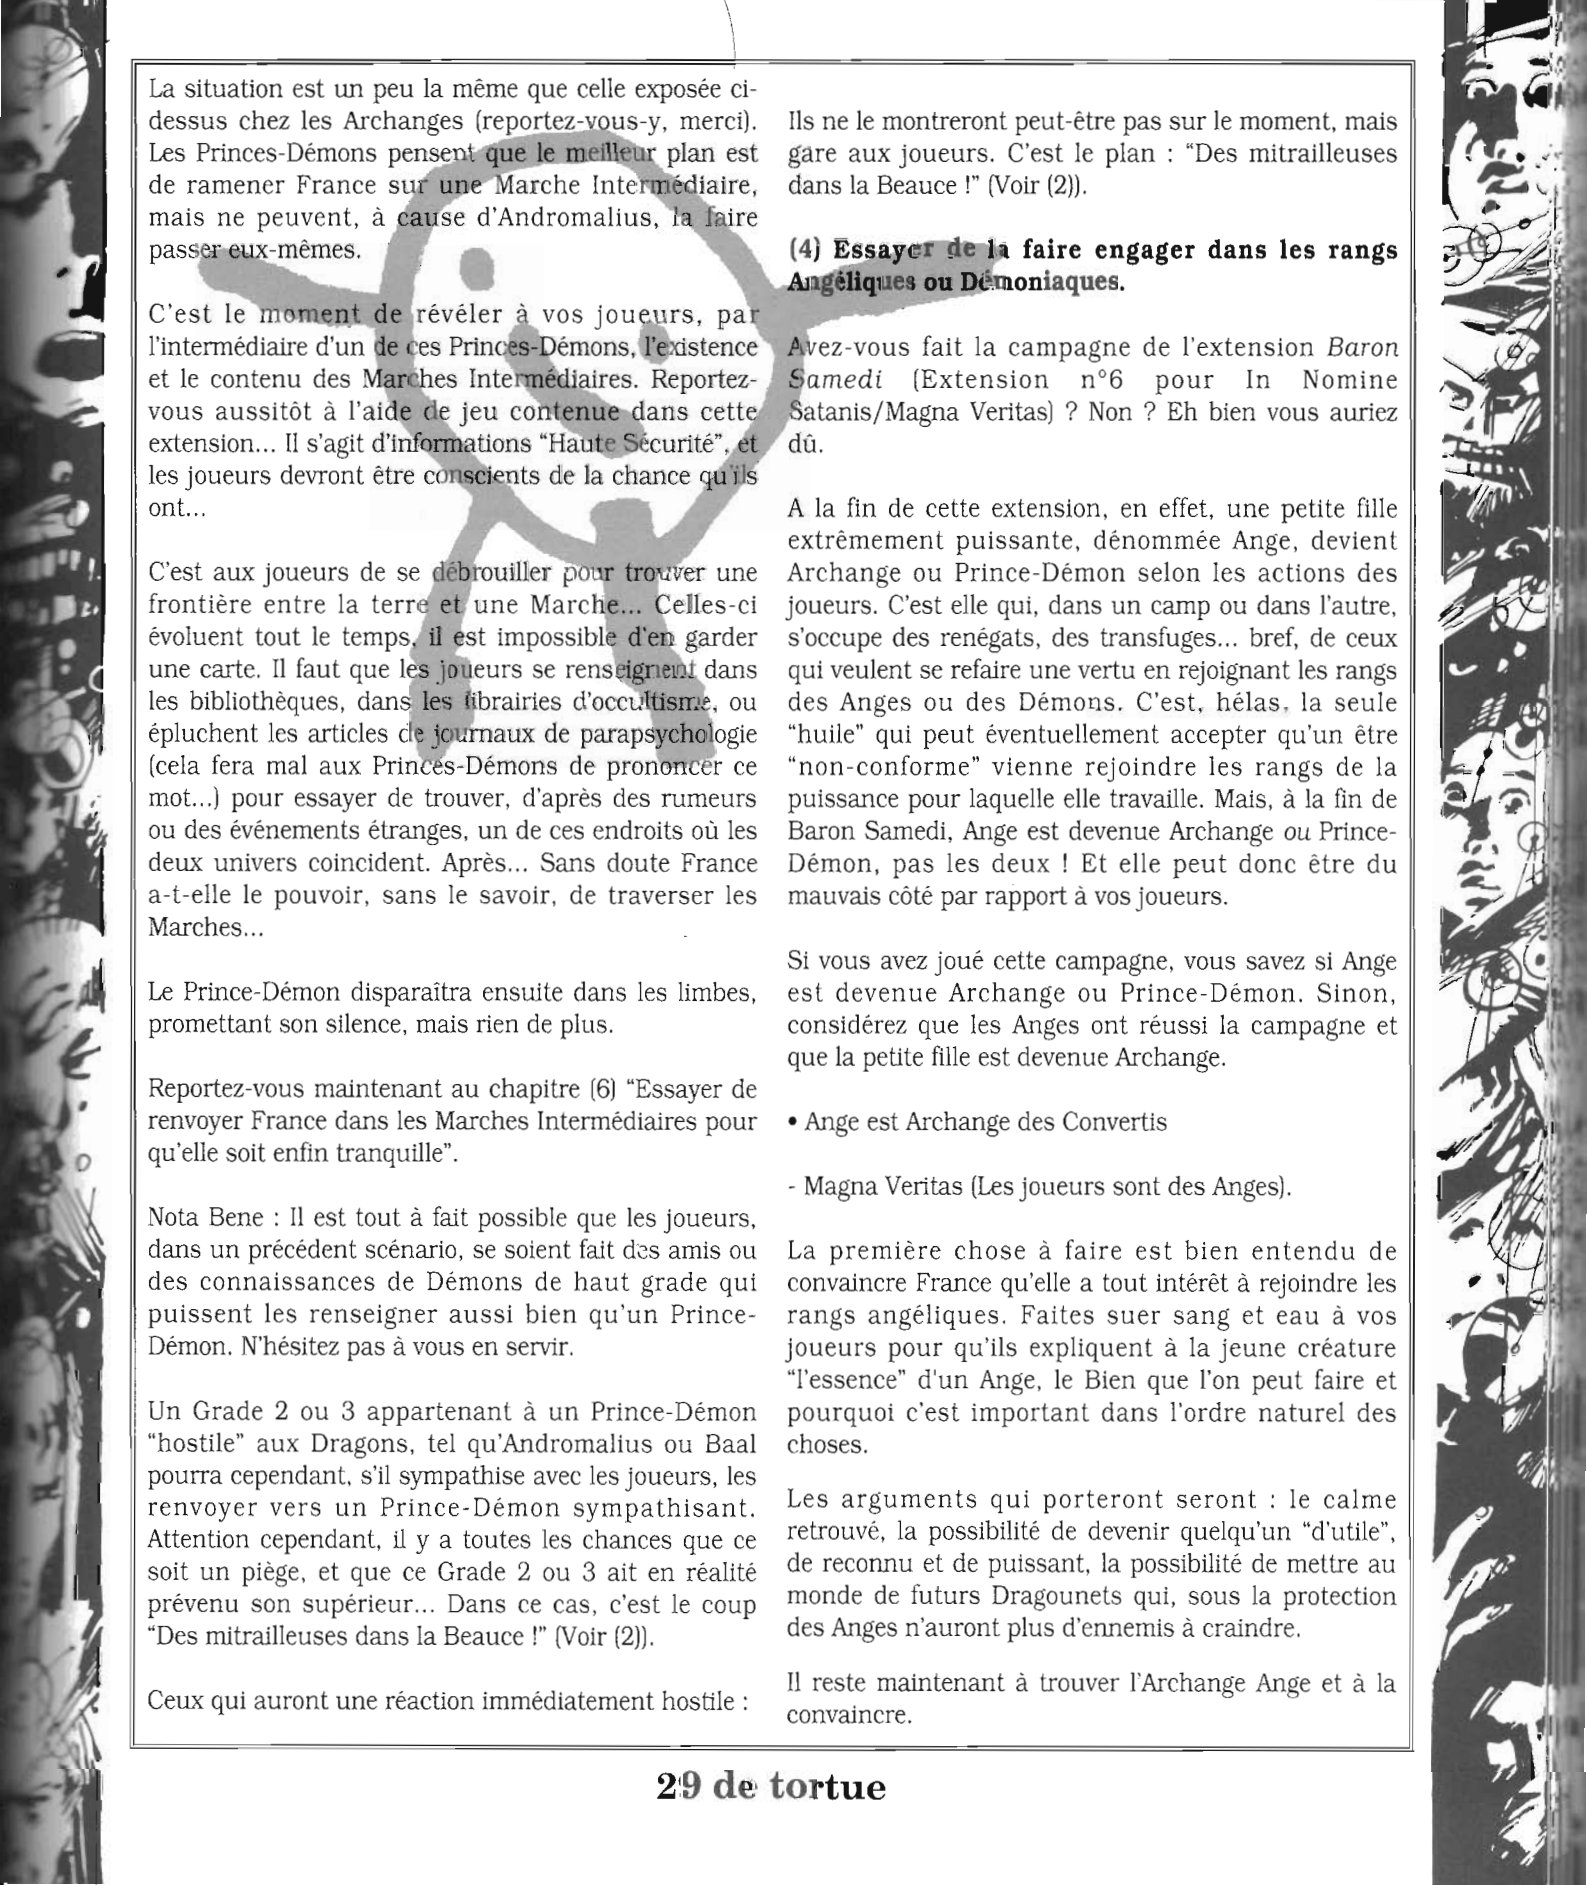 La situation est un peu la même que celle exposée ci-
dessus chez les Archanges (reportez-vous-y, merci).
Les Princes-Démons pensent que le meilleur plan est
de ramener France sur une Marche Intermédiaire,
mais ne peuvent, à cause d'Andromalius, la faire
passer eux-mêmes.
C'est le moment de révéler à vos joueurs, par
l'intermédiaire d'un de ces Princes-Démons, l'existence
et le contenu des Marches Intermédiaires. Reportez-
vous aussitôt à l'aide de jeu contenue dans cette
extension... Il s'agit d'informations “Haute Sécurité”, et
les joueurs devront être conscients de la chance qu'ils
ont...
C'est aux joueurs de se débrouiller pour trouver une
frontière entre la terre et une Marche... Celles-ci
évoluent tout le temps, il est impossible d'en garder
une carte. Il faut que les joueurs se renseignent dans
les bibliothèques, dans les librairies d'occultisme, ou
épluchent les articles de journaux de parapsychologie
(cela fera mal aux Princes-Démons de prononcer ce
mot...) pour essayer de trouver, d'après des rumeurs
ou des événements étranges, un de ces endroits où les
deux univers coincident. Après... Sans doute France
a-t-elle le pouvoir, sans le savoir, de traverser les
Marches...
Le Prince-Démon disparaîtra ensuite dans les limbes,
promettant son silence, mais rien de plus.
Reportez-vous maintenant au chapitre (6) “Essayer de
renvoyer France dans les Marches Intermédiaires pour
qu'elle soit enfin tranquille”.
Nota Bene : Il est tout à fait possible que les joueurs,
dans un précédent scénario, se soient fait des amis ou
des connaissances de Démons de haut grade qui
puissent les renseigner aussi bien qu'un Prince-
Démon. N'hésitez pas à vous en servir.
Un Grade 2 ou 3 appartenant à un Prince-Démon
“hostile” aux Dragons, tel qu'Andromalius ou Baal
pourra cependant, s'il sympathise avec les joueurs, les
renvoyer vers un Prince-Démon sympathisant.
Attention cependant, il y a toutes les chances que ce
soit un piège, et que ce Grade 2 ou 3 ait en réalité
prévenu son supérieur... Dans ce cas, c'est le coup
“Des mitrailleuses dans la Beauce !” (Voir (2)).
Ceux qui auront une réaction immédiatement hostile :
Ils ne le montreront peut-être pas sur le moment, mais
gare aux joueurs. C'est le plan : “Des mitrailleuses
dans la Beauce !” (Voir (2)).
(4) Essayer de la faire engager dans les rangs
Angéliques ou Démoniaques.
Avez-vous fait la campagne de l'extension Baron
Samedi (Extension n°6 pour In Nomine
Satanis/Magna Veritas) ? Non ? Eh bien vous auriez
dû.
A la fin de cette extension, en effet, une petite fille
extrêmement puissante, dénommée Ange, devient
Archange ou Prince-Démon selon les actions des
joueurs. C'est elle qui, dans un camp ou dans l'autre,
s'occupe des renégats, des transfuges... bref, de ceux
qui veulent se refaire une vertu en rejoignant les rangs
des Anges ou des Démons. C'est, hélas, la seule
“huile” qui peut éventuellement accepter qu'un être
“non-conforme” vienne rejoindre les rangs de la
puissance pour laquelle elle travaille. Mais, à la fin de
Baron Samedi, Ange est devenue Archange ou Prince-
Démon, pas les deux ! Et elle peut donc être du
mauvais côté par rapport à vos joueurs.
Si vous avez joué cette campagne, vous savez si Ange
est devenue Archange ou Prince-Démon. Sinon,
considérez que les Anges ont réussi la campagne et
que la petite fille est devenue Archange.
• Ange est Archange des Convertis
- Magna Veritas (Les joueurs sont des Anges).
La première chose à faire est bien entendu de
convaincre France qu'elle a tout intérêt à rejoindre les
rangs angéliques. Faites suer sang et eau à vos
joueurs pour qu'ils expliquent à la jeune créature
“l'essence” d'un Ange, le Bien que l'on peut faire et
pourquoi c'est important dans l'ordre naturel des
choses.
Les arguments qui porteront seront : le calme
retrouvé, la possibilité de devenir quelqu'un “d'utile”,
de reconnu et de puissant, la possibilité de mettre au
monde de futurs Dragounets qui, sous la protection
des Anges n'auront plus d'ennemis à craindre.
Il reste maintenant à trouver l'Archange Ange et à la
convaincre.
29 de tortue